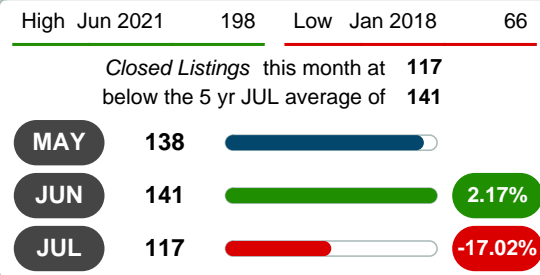 High Jun 2021 198 Low Jan 2018 66
Closed Listings this month at 117
below the 5 yr JUL average of 141
MAY 138
JUN 141 2.17%
JUL 117 -17.02%